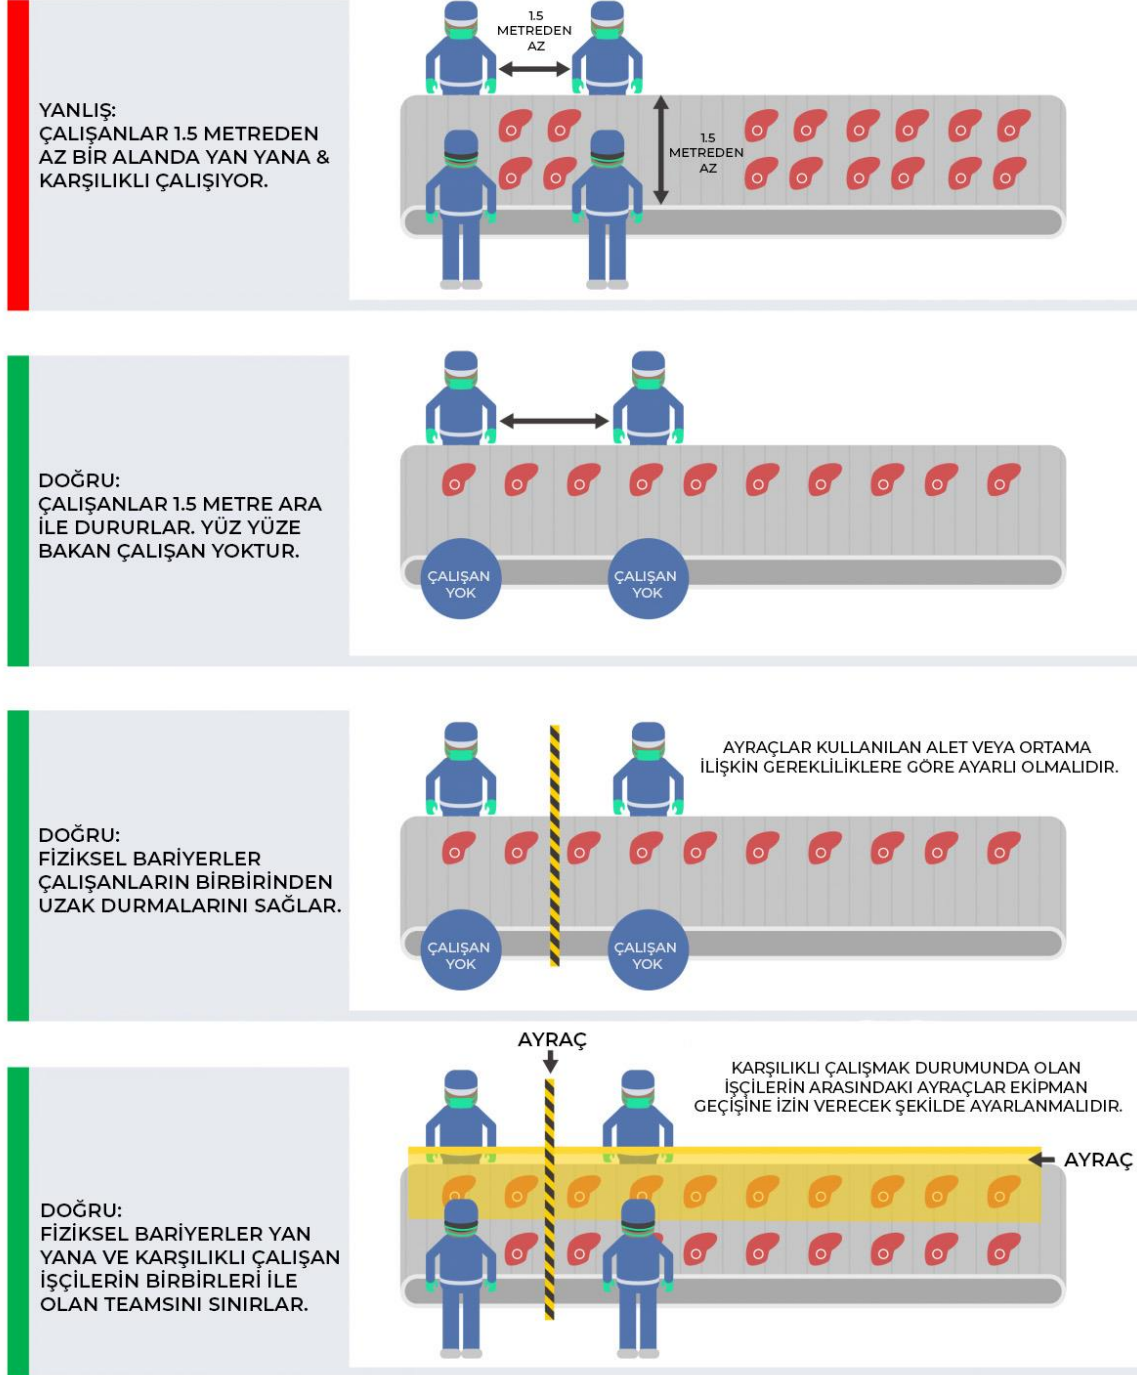 1.5
METREDEN
AZ
YANLIŞ:
ÇALIŞANLAR 1.5 METREDEN
AZ BİR ALANDA YAN YANA &
KARŞILIKLI ÇALIŞIYOR.
1.5
METREDEN
AZ
DOĞRU:
ÇALIŞANLAR 1.5 METRE ARA
İLE DURURLAR. YÜZ YÜZE
BAKAN ÇALIŞAN YOKTUR.
ÇALIŞAN
YOK
ÇALIŞAN
YOK
AYRAÇLAR KULLANILAN ALET VEYA ORTAMA
İLİŞKİN GEREKLİLİKLERE GÖRE AYARLI OLMALIDIR.
DOĞRU:
FİZİKSEL BARİYERLER
ÇALIŞANLARIN BİRBİRİNDEN
UZAK DURMALARINI SAĞLAR.
ÇALIŞAN
YOK
ÇALIŞAN
YOK
AYRAÇ
KARŞILIKLI ÇALIŞMAK DURUMUNDA OLAN
İŞÇİLERİN ARASINDAKI AYRAÇLAR EKİPMAN
GEÇİŞİNE İZİN VERECEK ŞEKİLDE AYARLANMALIDIR.
AYRAÇ
DOĞRU:
FİZİKSEL BARİYERLER YAN
YANA VE KARŞILIKLI ÇALIŞAN
İŞÇİLERİN BİRBİRLERİ İLE
OLAN TEAMSINI SINIRLAR.